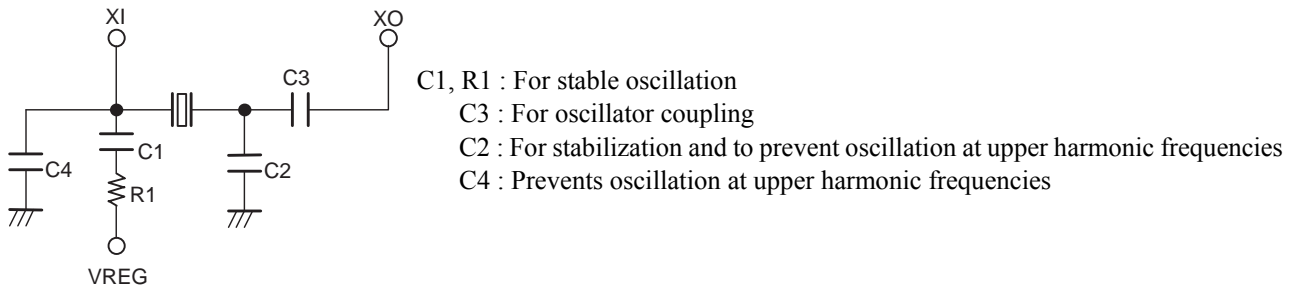 XI
XO
C3
C1, R1 : For stable oscillation
C3 : For oscillator coupling
C2 : For stabilization and to prevent oscillation at upper harmonic frequencies
C4 : Prevents oscillation at upper harmonic frequencies
C1
C4
C2
R1
VREG